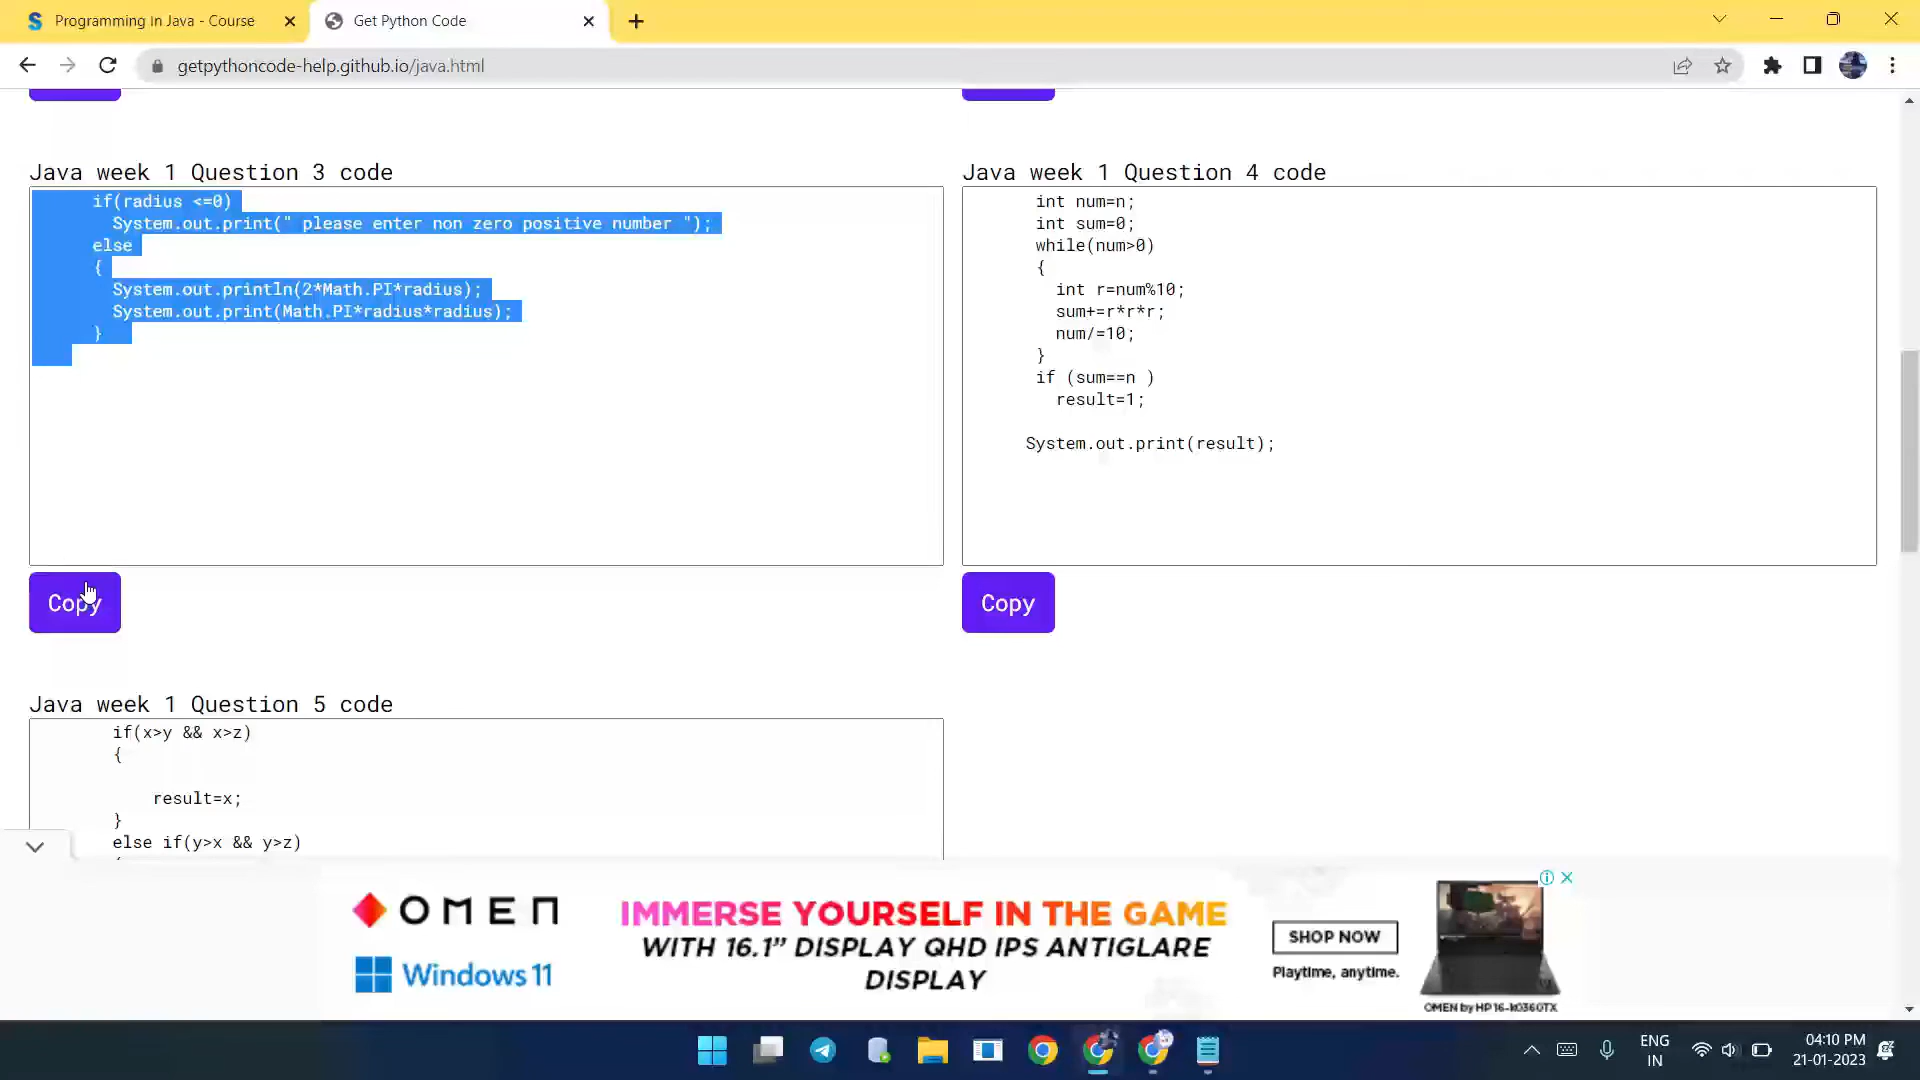 Programming in Java - Course
Get Python Code
getpythoncode-help.github.io/java.html
Java week 1 Question 3 code
if(radius <=0)
System.out.print(" please enter non zero positive number ");
else
{
System.out.println(2*Math.PI*radius);
System.out.print(Math.PI*radius*radius);
}
Copy
Java week 1 Question 4 code
int num=n;
int sum=0;
while(num>0)
{
int r=num%10;
sum+=r*r*r;
num/=10;
}
if (sum==n )
result=1;
System.out.print(result);
Copy
Java week 1 Question 5 code
if(x>y && x>z)
{
result=x;
}
else if(y>x && y>z)
OMEN
Windows 11
IMMERSE YOURSELF IN THE GAME
WITH 16.1” DISPLAY QHD IPS ANTIGLARE
DISPLAY
SHOP NOW
Playtime, anytime.
OMEN by HP 16-k0360TX
ENG
IN
04:10 PM
21-01-2023